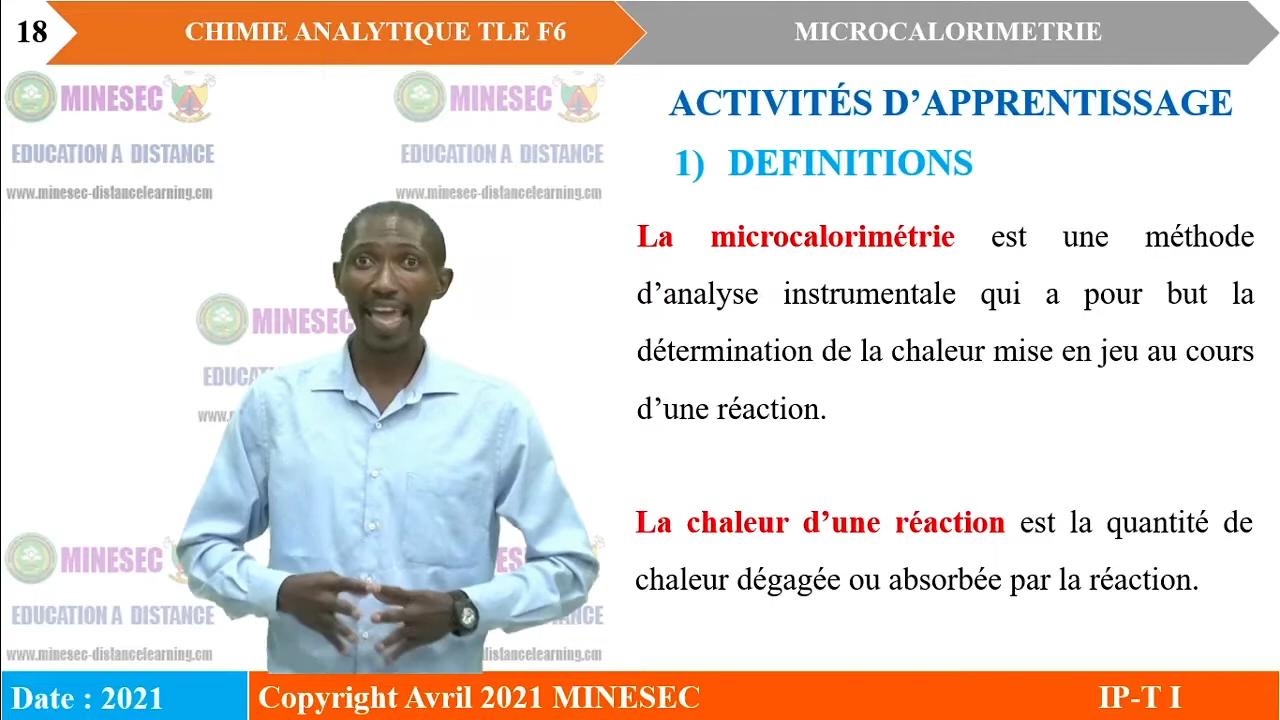 18
CHIMIE ANALYTIQUE TLE F6
MICROCALORIMETRIE
MINESEC
MINESEC
EDUCATION A DISTANCE
EDUCATION A DISTANCE
www.minesec-distancelearning.cm
www.minesec-distancelearning.cm
ACTIVITÉS D’APPRENTISSAGE
1) DEFINITIONS
La microcalorimétrie est une méthode
d’analyse instrumentale qui a pour but la
détermination de la chaleur mise en jeu au cours
d’une réaction.
La chaleur d’une réaction est la quantité de
chaleur dégagée ou absorbée par la réaction.
MINESEC
MINESEC
EDUCATION A DISTANCE
www.minesec-distancelearning.cm
Date : 2021
Copyright Avril 2021 MINESEC
IP-T I